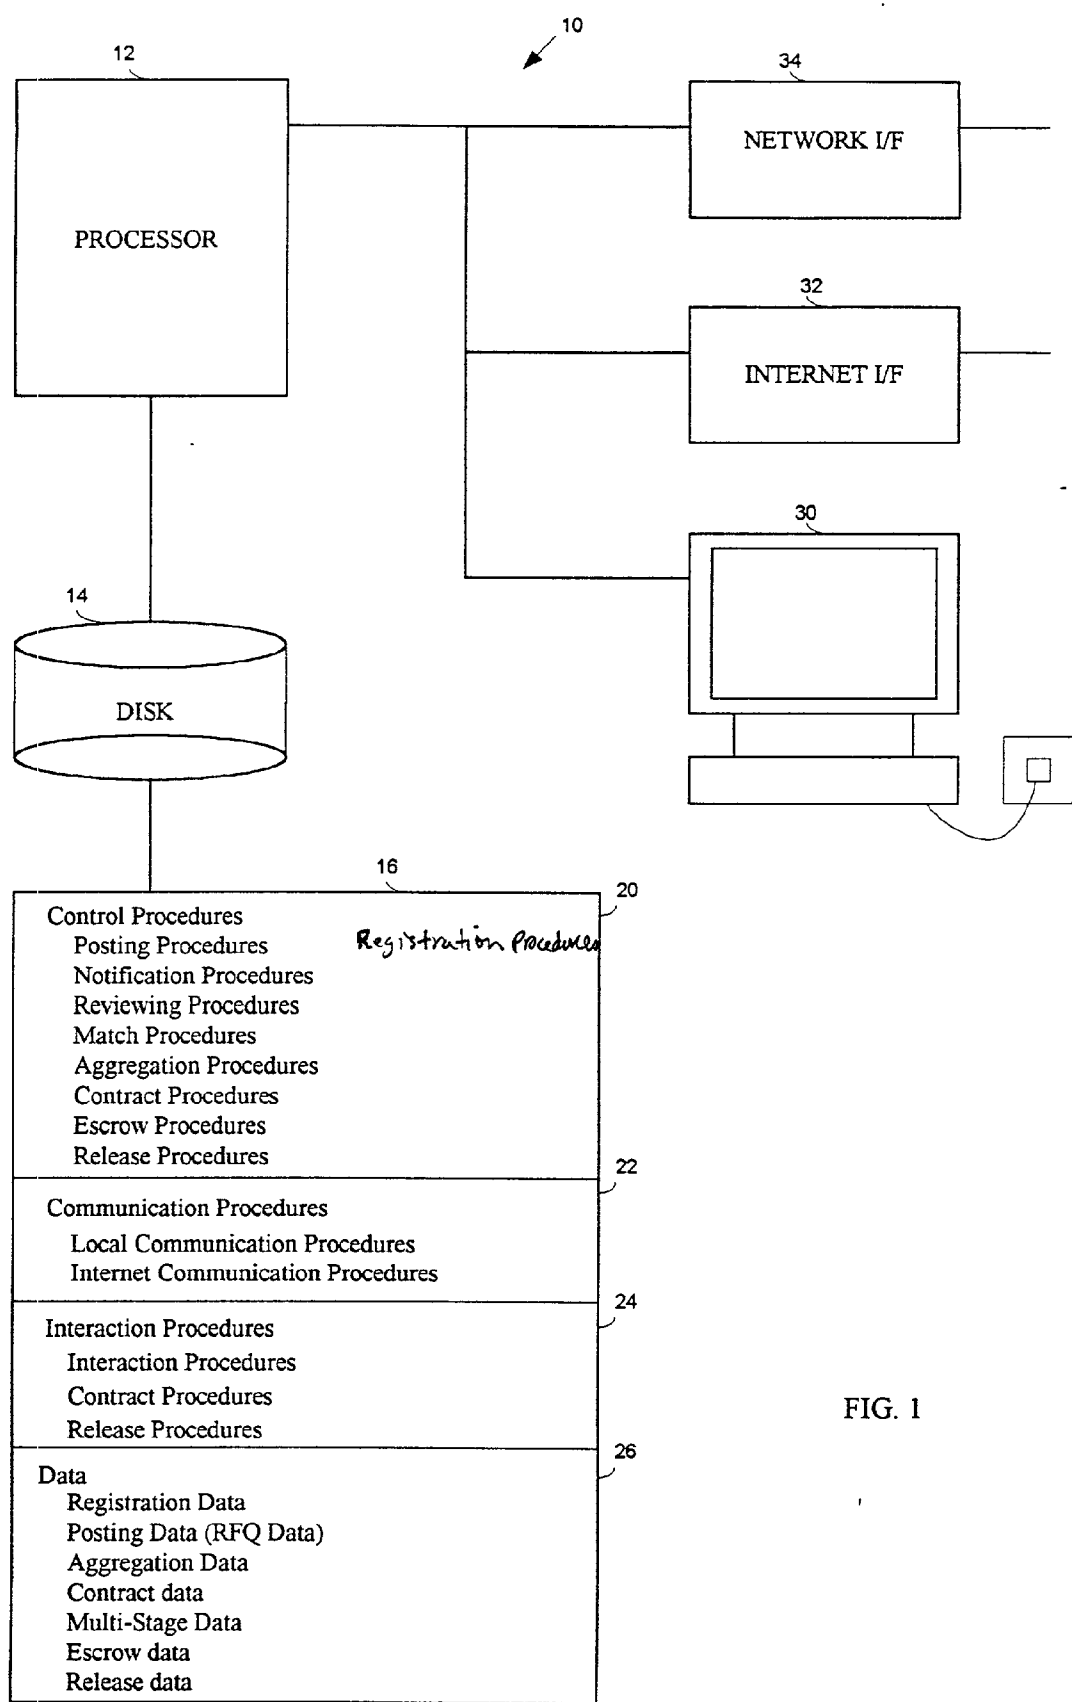 10
12
34
PROCESSOR
NETWORK I/F
32
INTERNET I/F
30
14
DISK
16
20
Control Procedures
Registration Procedures
Posting Procedures
Notification Procedures
Reviewing Procedures
Match Procedures
Aggregation Procedures
Contract Procedures
Escrow Procedures
Release Procedures
22
Communication Procedures
Local Communication Procedures
Internet Communication Procedures
24
Interaction Procedures
Interaction Procedures
Contract Procedures
Release Procedures
FIG. 1
26
Data
Registration Data
Posting Data (RFQ Data)
Aggregation Data
Contract data
Multi-Stage Data
Escrow data
Release data